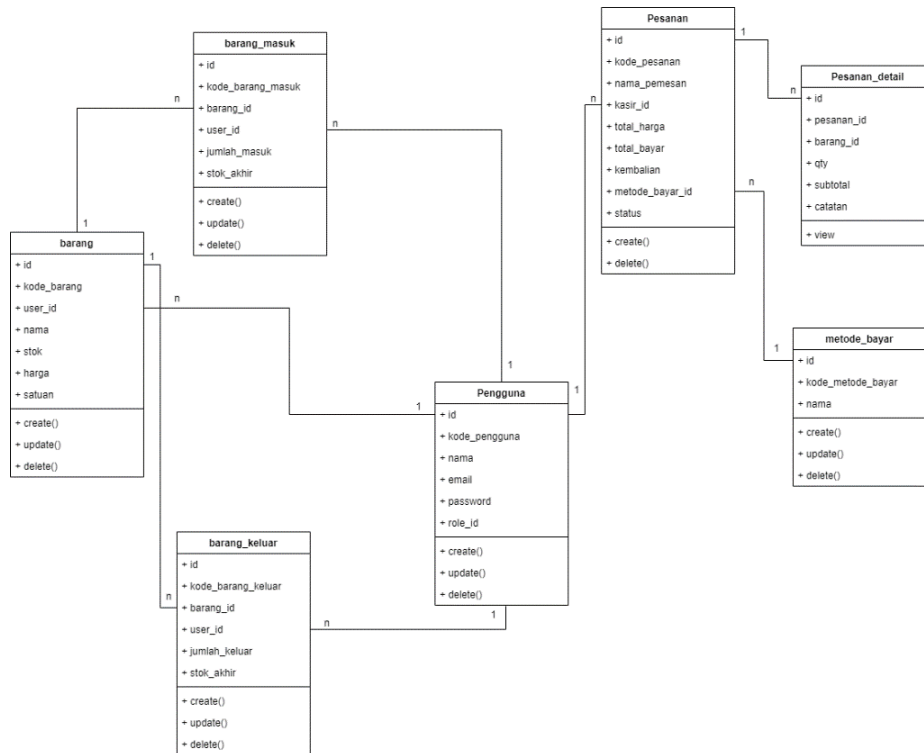 barang_masuk
+ id
+ kode_barang_masuk
+ barang_id
+ user_id
+ jumlah_masuk
+ stok_akhir
+ create()
+ update()
+ delete()
Pesanan
+ id
+ kode_pesanan
+ nama_pemesan
+ kasir_id
+ total_harga
+ total_bayar
+ kembalian
+ metode_bayar_id
+ status
+ create()
+ delete()
Pesanan_detail
+ id
+ pesanan_id
+ barang_id
+ qty
+ subtotal
+ catatan
+ view
barang
+ id
+ kode_barang
+ user_id
+ nama
+ stok
+ harga
+ satuan
+ create()
+ update()
+ delete()
Pengguna
+ id
+ kode_pengguna
+ nama
+ email
+ password
+ role_id
+ create()
+ update()
+ delete()
metode_bayar
+ id
+ kode_metode_bayar
+ nama
+ create()
+ update()
+ delete()
barang_keluar
+ id
+ kode_barang_keluar
+ barang_id
+ user_id
+ jumlah_keluar
+ stok_akhir
+ create()
+ update()
+ delete()
n
1
n
1
n
1
1
n
n
1
n
1
1
n
n
1